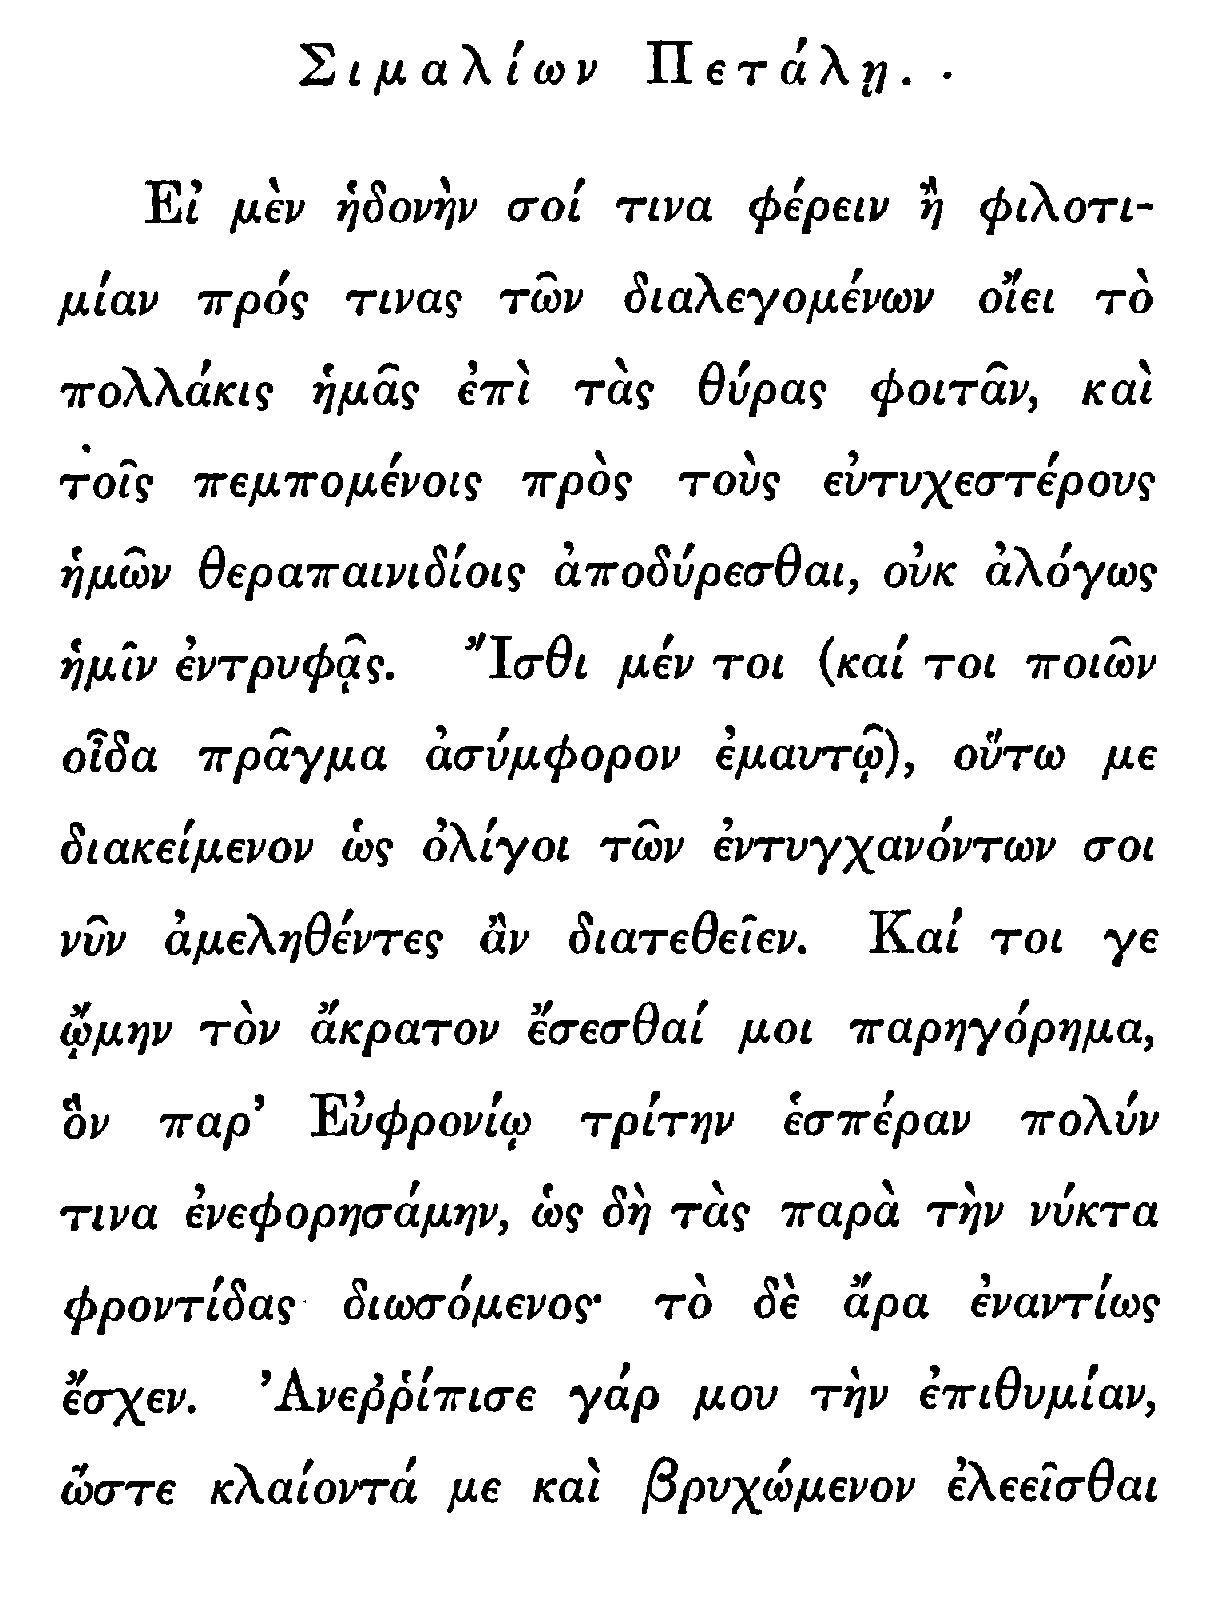 Σιμαλίων Πετάλῃ.
Εἰ μὲν ἡδονὴν σοί τινα φέρειν ἢ φιλοτι-
μίαν πρός τινας τῶν διαλεγομένων οἴει τὸ
πολλάκις ἡμᾶς ἐπὶ τὰς θύρας φοιτᾶν, καὶ
τοῖς πεμπομένοις πρὸς τοὺς εὐτυχεστέρους
ἡμῶν θεραπαινιδίοις ἀποδύρεσθαι, οὐκ ἀλόγως
ἡμῖν ἐντρυφᾷς. Ἴσθι μέν τοι (καί τοι ποιῶν
οἶδα πρᾶγμα ἀσύμφορον ἐμαυτῷ), οὕτω με
διακείμενον ὡς ὀλίγοι τῶν ἐντυγχανόντων σοι
νῦν ἀμεληθέντες ἂν διατεθεῖεν. Καί τοι γε
ᾤμην τὸν ἄκρατον ἔσεσθαί μοι παρηγόρημα,
ὃν παρ’ Εὐφρονίῳ τρίτην ἑσπέραν πολύν
τινα ἐνεφορησάμην, ὡς δὴ τὰς παρὰ τὴν νύκτα
φροντίδας διωσόμενος· τὸ δὲ ἄρα ἐναντίως
ἔσχεν. Ἀνεῤῥίπισε γάρ μου τὴν ἐπιθυμίαν,
ὥστε κλαίοντά με καὶ βρυχώμενον ἐλεεῖσθαι